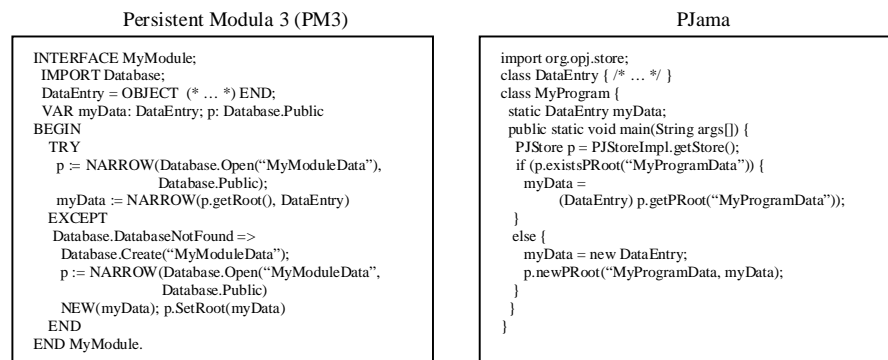 Persistent Modula 3 (PM3)
INTERFACE MyModule;
IMPORT Database;
DataEntry = OBJECT (* … *) END;
VAR myData: DataEntry; p: Database.Public
BEGIN
TRY
p := NARROW(Database.Open(“MyModuleData”),
Database.Public);
myData := NARROW(p.getRoot(), DataEntry)
EXCEPT
Database.DatabaseNotFound =>
Database.Create(“MyModuleData”);
p := NARROW(Database.Open(“MyModuleData”,
Database.Public)
NEW(myData); p.SetRoot(myData)
END
END MyModule.
PJama
import org.opj.store;
class DataEntry { /* … */ }
class MyProgram {
static DataEntry myData;
public static void main(String args[]) {
PJStore p = PJStoreImpl.getStore();
if (p.existsPRoot(“MyProgramData”)) {
myData =
(DataEntry) p.getPRoot(“MyProgramData”));
}
else {
myData = new DataEntry;
p.newPRoot(“MyProgramData, myData);
}
}
}